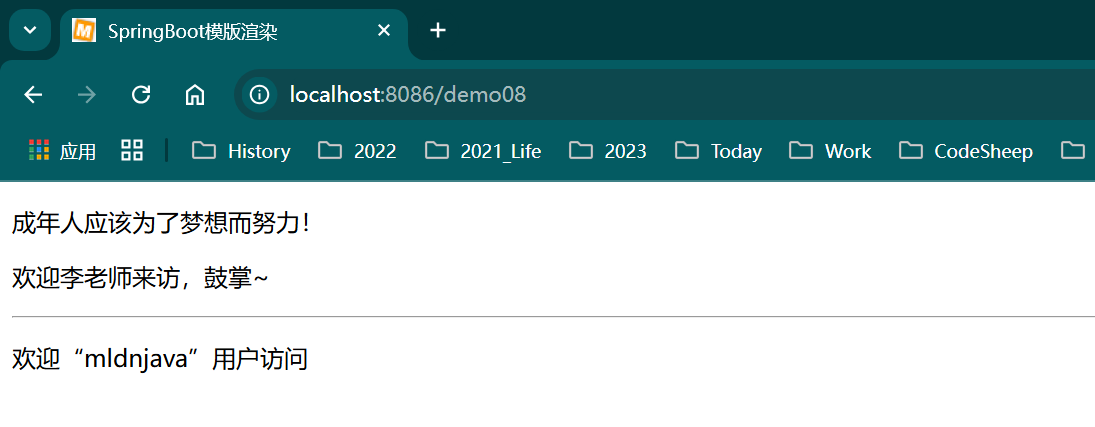 SpringBoot模版渲染
localhost:8086/demo08
应用 History 2022 2021_Life 2023 Today Work CodeSheep
成年人应该为了梦想而努力！
欢迎李老师来访，鼓掌~
欢迎“mldnjava”用户访问